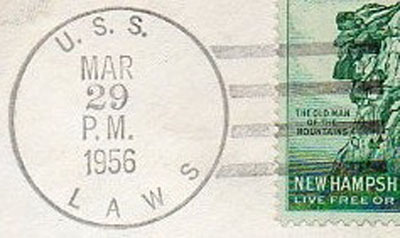 U. S. S.
MAR
29
P.M.
1956
LAWS
THE OLD MAN
OF THE
MOUNTAINS
NEW HAMPSH
LIVE FREE OR